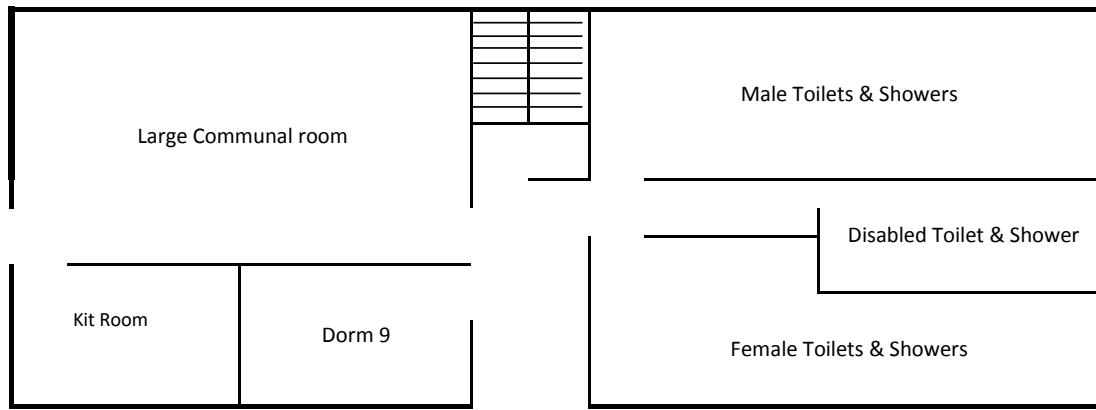 Male Toilets & Showers
Large Communal room
Disabled Toilet & Shower
Kit Room
Dorm 9
Female Toilets & Showers